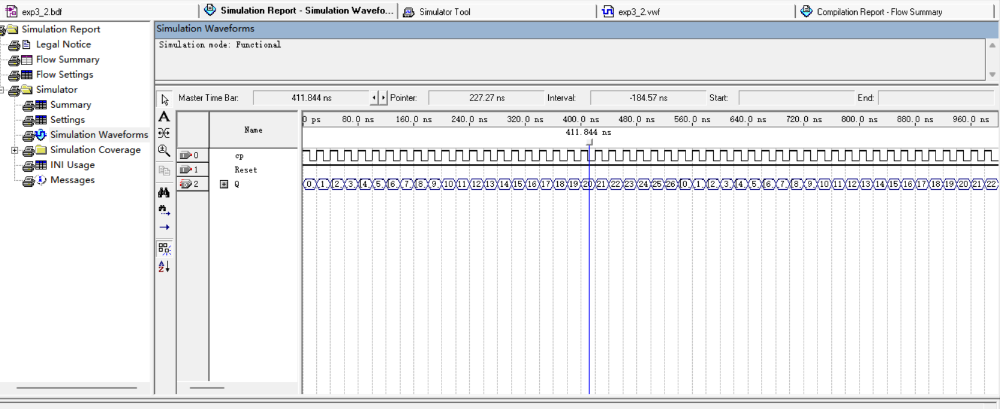 exp3_2.bdf
Simulation Report - Simulation Wavefo...
Simulator Tool
exp3_2.vwf
Compilation Report - Flow Summary
Simulation Report
Legal Notice
Flow Summary
Flow Settings
Simulator
Summary
Settings
Simulation Waveforms
Simulation Coverage
INI Usage
Messages
Simulation Waveforms
Simulation mode: Functional
Master Time Bar: 411.844 ns Pointer: 227.27 ns Interval: -184.57 ns Start: End:
Name
0 ps 80.0 ns 160.0 ns 240.0 ns 320.0 ns 400.0 ns 480.0 ns 560.0 ns 640.0 ns 720.0 ns 800.0 ns 880.0 ns 960.0 ns
411.844 ns
0 cp
1 Reset
2 Q 0 1 [2 3 [4 5 [6 7 [8 9 10 11 12 13 14 15 16 17 18 19 20 21 22 23 24 25 26 [0 1 [2 3 [4 5 [6 7 [8 9 10 11 12 13 14 15 16 17 18 19 20 21 22